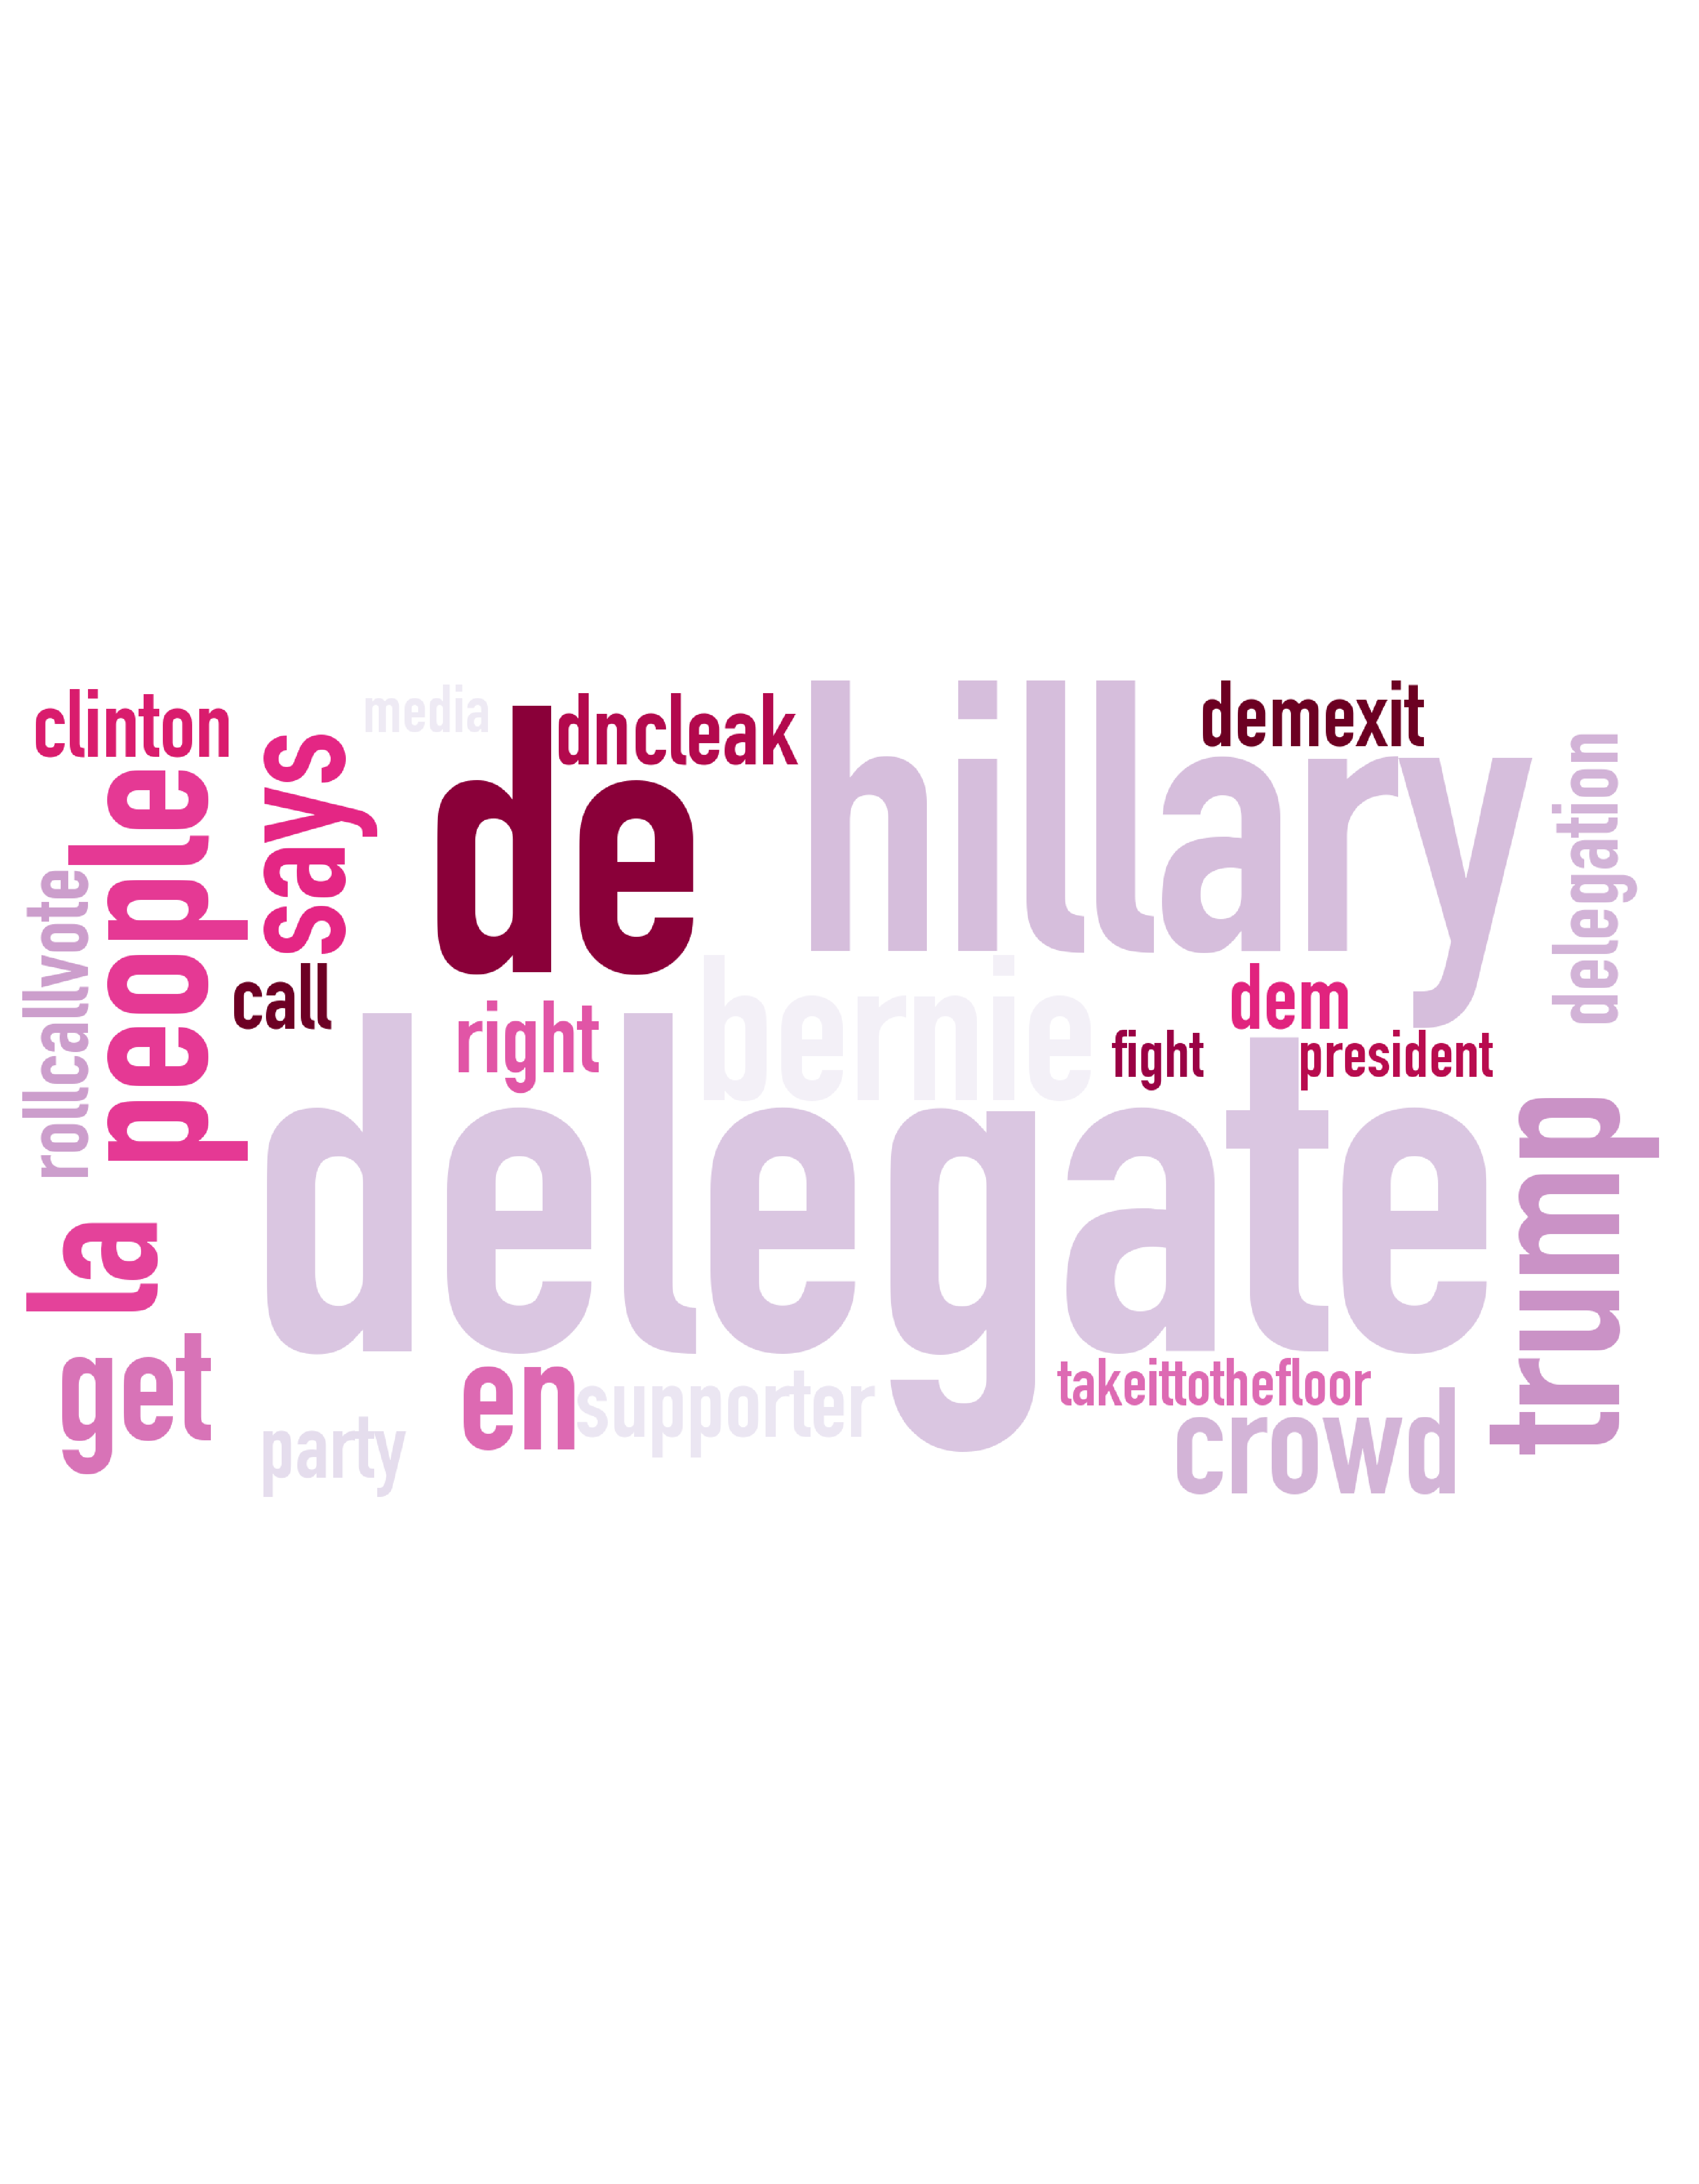 clinton
media
dncleak
demexit
hillary
de
says
people
rollcallvote
delegation
call
right
bernie
dem
fight
president
delegate
trump
la
get
en
supporter
takeittothefloor
party
crowd